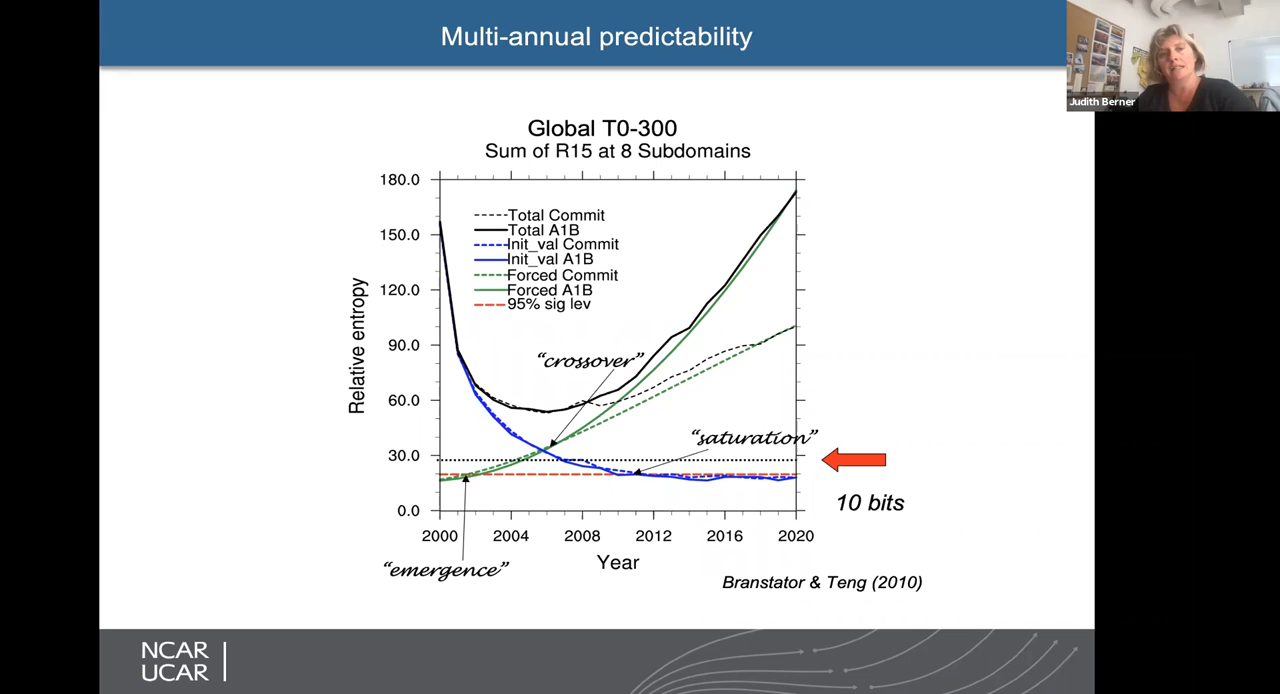 Multi-annual predictability
Judith Berner
Global T0-300
Sum of R15 at 8 Subdomains
180.0
150.0
120.0
90.0
60.0
30.0
0.0
Relative entropy
Total Commit
Total A1B
Init_val Commit
Init_val A1B
Forced Commit
Forced A1B
95% sig lev
“crossover”
“saturation”
10 bits
2000 2004 2008 2012 2016 2020
Year
“emergence”
Branstator & Teng (2010)
NCAR
UCAR